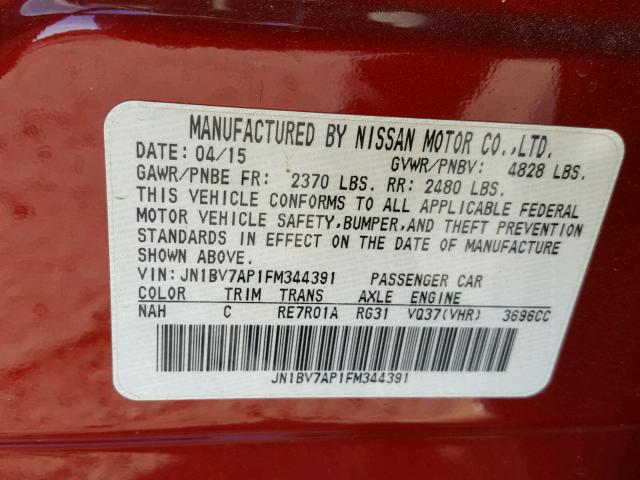 MANUFACTURED BY NISSAN MOTOR CO.,LTD.
DATE: 04/15 GVWR/PNBV: 4828 LBS.
GAWR/PNBE FR: 2370 LBS. RR: 2480 LBS.
THIS VEHICLE CONFORMS TO ALL APPLICABLE FEDERAL
MOTOR VEHICLE SAFETY,BUMPER,AND THEFT PREVENTION
STANDARDS IN EFFECT ON THE DATE OF MANUFACTURE
SHOWN ABOVE.
VIN: JN1BV7AP1FM344391 PASSENGER CAR
COLOR TRIM TRANS AXLE ENGINE
NAH C RE7R01A RG31 VQ37(VHR) 3696CC
JN1BV7AP1FM344391